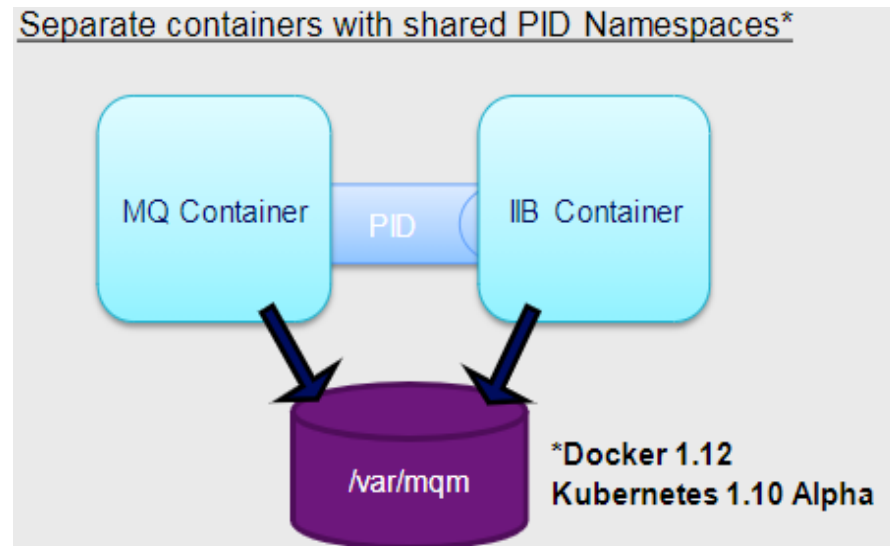 Separate containers with shared PID Namespaces*
MQ Container
PID
IIB Container
/var/mqm
*Docker 1.12
Kubernetes 1.10 Alpha